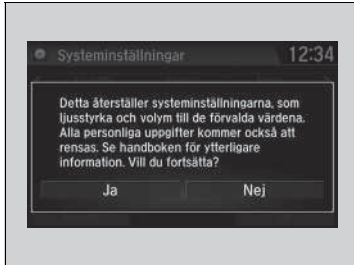 Systeminställningar 12:34
Detta återställer systeminställningarna, som
ljusstyrka och volym till de förvalda värdena.
Alla personliga uppgifter kommer också att
rensas. Se handboken för ytterligare
information. Vill du fortsätta?
Ja Nej